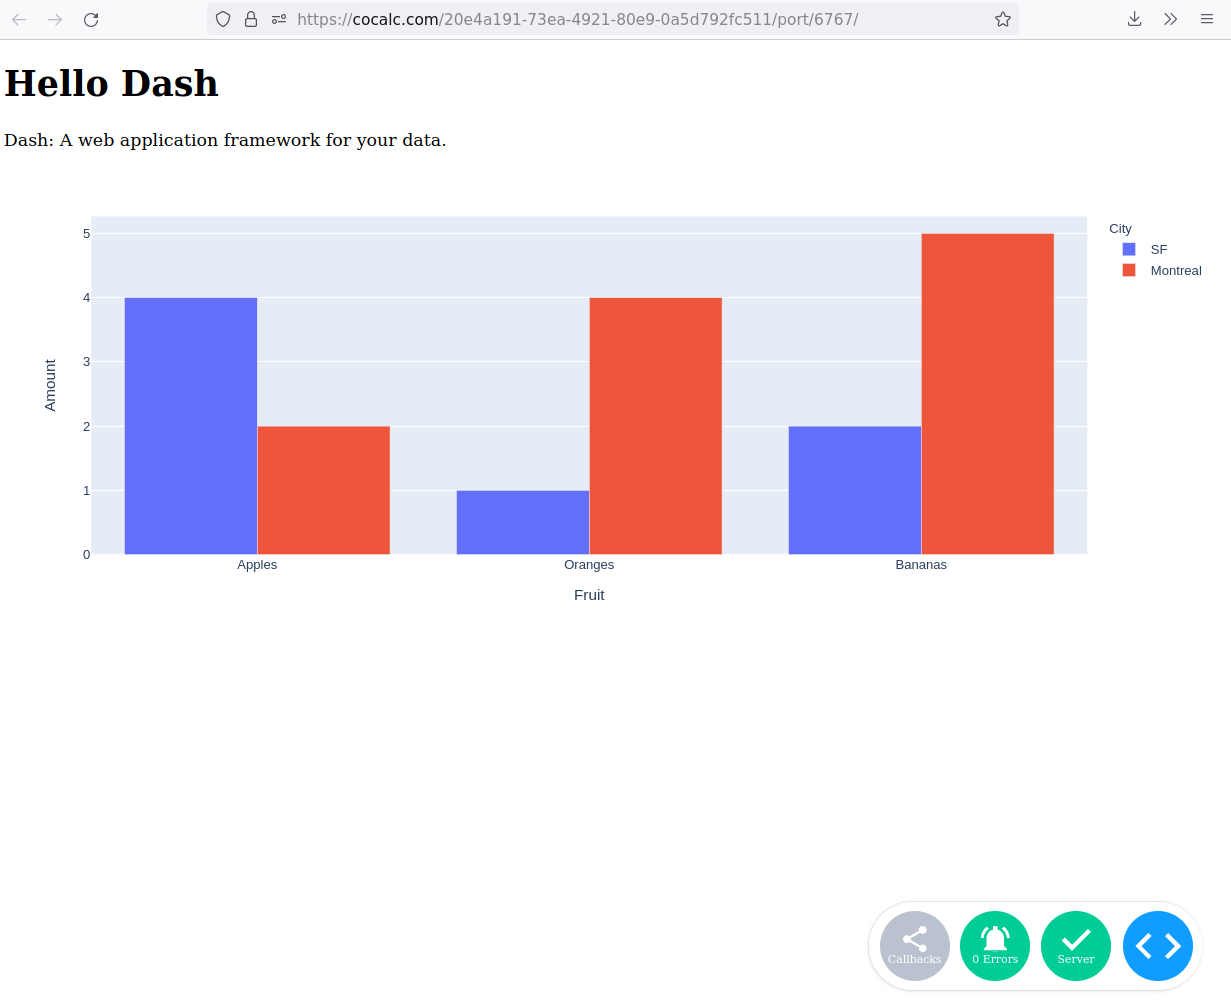 https://cocalc.com/20e4a191-73ea-4921-80e9-0a5d792fc511/port/6767/
Hello Dash
Dash: A web application framework for your data.
City
SF
Montreal
Amount
5
4
3
2
1
0
Apples Oranges Bananas
Fruit
Callbacks 0 Errors Server